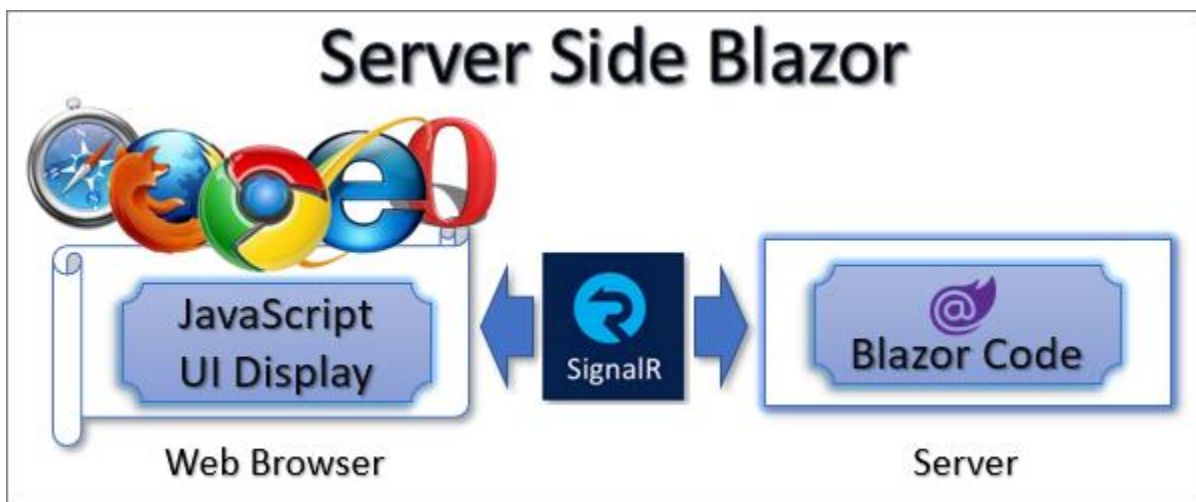 Server Side Blazor
JavaScript
UI Display
SignalR
@
Blazor Code
Web Browser
Server